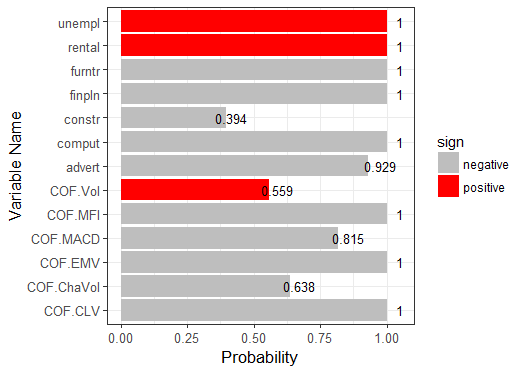 unempl 1
rental 1
furntr 1
finpln 1
constr 0.394
comput 1
advert 0.929
COF.Vol 0.559
COF.MFI 1
COF.MACD 0.815
COF.EMV 1
COF.ChaVol 0.638
COF.CLV 1
Variable Name
0.00 0.25 0.50 0.75 1.00
Probability
sign
negative
positive